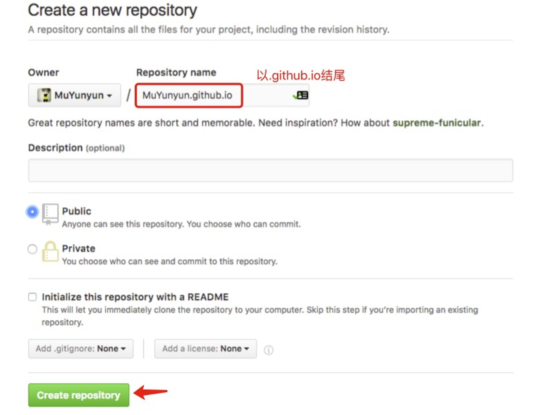 Create a new repository
A repository contains all the files for your project, including the revision history.
Owner
Repository name
以.github.io结尾
MuYunyun / MuYunyun.github.io
Great repository names are short and memorable. Need inspiration? How about supreme-funicular.
Description (optional)
Public
Anyone can see this repository. You choose who can commit.
Private
You choose who can see and commit to this repository.
Initialize this repository with a README
This will let you immediately clone the repository to your computer. Skip this step if you're importing an existing
repository.
Add .gitignore: None
Add a license: None
Create repository